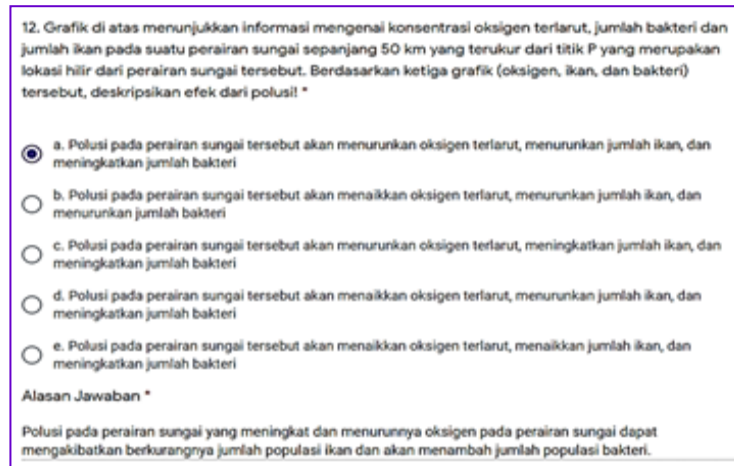 12. Grafik di atas menunjukkan informasi mengenai konsentrasi oksigen terlarut, jumlah bakteri dan
jumlah ikan pada suatu perairan sungai sepanjang 50 km yang terukur dari titik P yang merupakan
lokasi hilir dari perairan sungai tersebut. Berdasarkan ketiga grafik (oksigen, ikan, dan bakteri)
tersebut, deskripsikan efek dari polusi! *
a. Polusi pada perairan sungai tersebut akan menurunkan oksigen terlarut, menurunkan jumlah ikan, dan
meningkatkan jumlah bakteri
b. Polusi pada perairan sungai tersebut akan menaikkan oksigen terlarut, menurunkan jumlah ikan, dan
menurunkan jumlah bakteri
c. Polusi pada perairan sungai tersebut akan menurunkan oksigen terlarut, meningkatkan jumlah ikan, dan
meningkatkan jumlah bakteri
d. Polusi pada perairan sungai tersebut akan menaikkan oksigen terlarut, menurunkan jumlah ikan, dan
meningkatkan jumlah bakteri
e. Polusi pada perairan sungai tersebut akan menaikkan oksigen terlarut, menaikkan jumlah ikan, dan
meningkatkan jumlah bakteri
Alasan Jawaban *
Polusi pada perairan sungai yang meningkat dan menurunnya oksigen pada perairan sungai dapat
mengakibatkan berkurangnya jumlah populasi ikan dan akan menambah jumlah populasi bakteri.